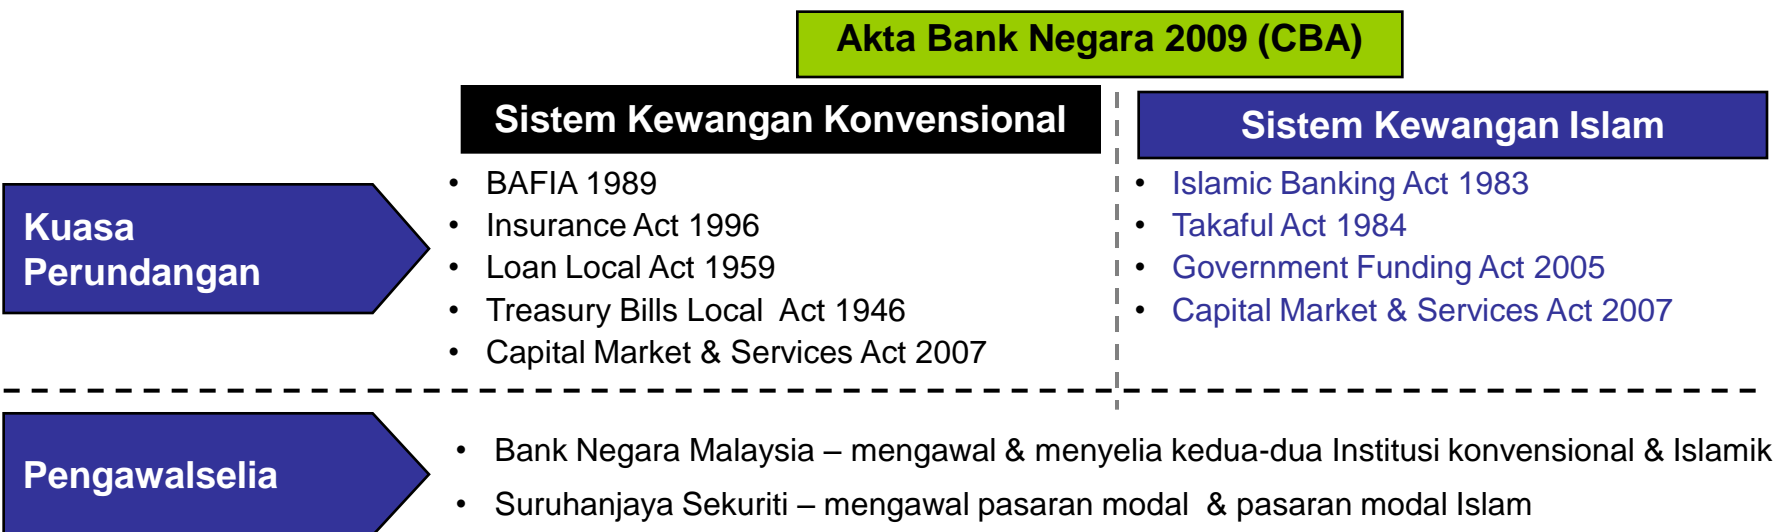 Akta Bank Negara 2009 (CBA)
Sistem Kewangan Konvensional
Sistem Kewangan Islam
Kuasa
Perundangan
• BAFIA 1989
• Insurance Act 1996
• Loan Local Act 1959
• Treasury Bills Local Act 1946
• Capital Market & Services Act 2007
• Islamic Banking Act 1983
• Takaful Act 1984
• Government Funding Act 2005
• Capital Market & Services Act 2007
Pengawalselia
• Bank Negara Malaysia – mengawal & menyelia kedua-dua Institusi konvensional & Islamik
• Suruhanjaya Sekuriti – mengawal pasaran modal & pasaran modal Islam